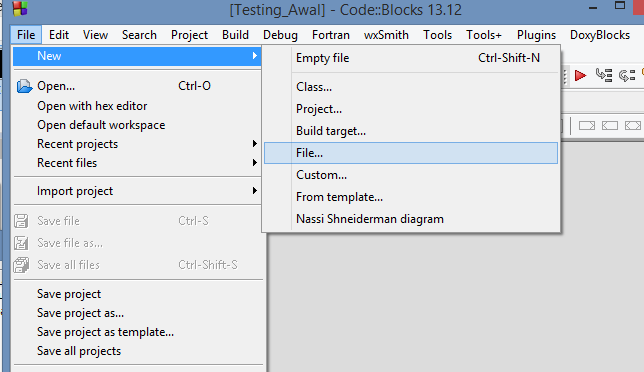 [Testing_Awal] - Code::Blocks 13.12
File Edit View Search Project Build Debug Fortran wxSmith Tools Tools+ Plugins DoxyBlocks
New
Empty file Ctrl-Shift-N
Class...
Project...
Build target...
File...
Custom...
From template...
Nassi Shneiderman diagram
Open... Ctrl-O
Open with hex editor
Open default workspace
Recent projects
Recent files
Import project
Save file Ctrl-S
Save file as...
Save all files Ctrl-Shift-S
Save project
Save project as...
Save project as template...
Save all projects